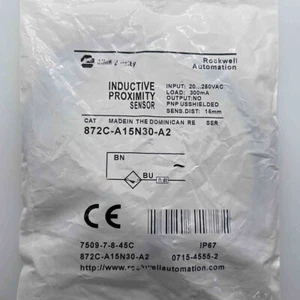 Rockwell
Automation
INDUCTIVE
PROXIMITY
SENSOR
INPUT: 20...250VAC
LOAD: 300mA
OUTPUT:NO
PNP USSHIELDED
SENS.DIST: 15mm
CAT MADEIN THE DOMINICAN RE SER
872C-A15N30-A2
BN
BU
CE
7509-7-8-45C IP67
872C-A15N30-A2 0715-4555-2
http://www.rockwellautomation.com